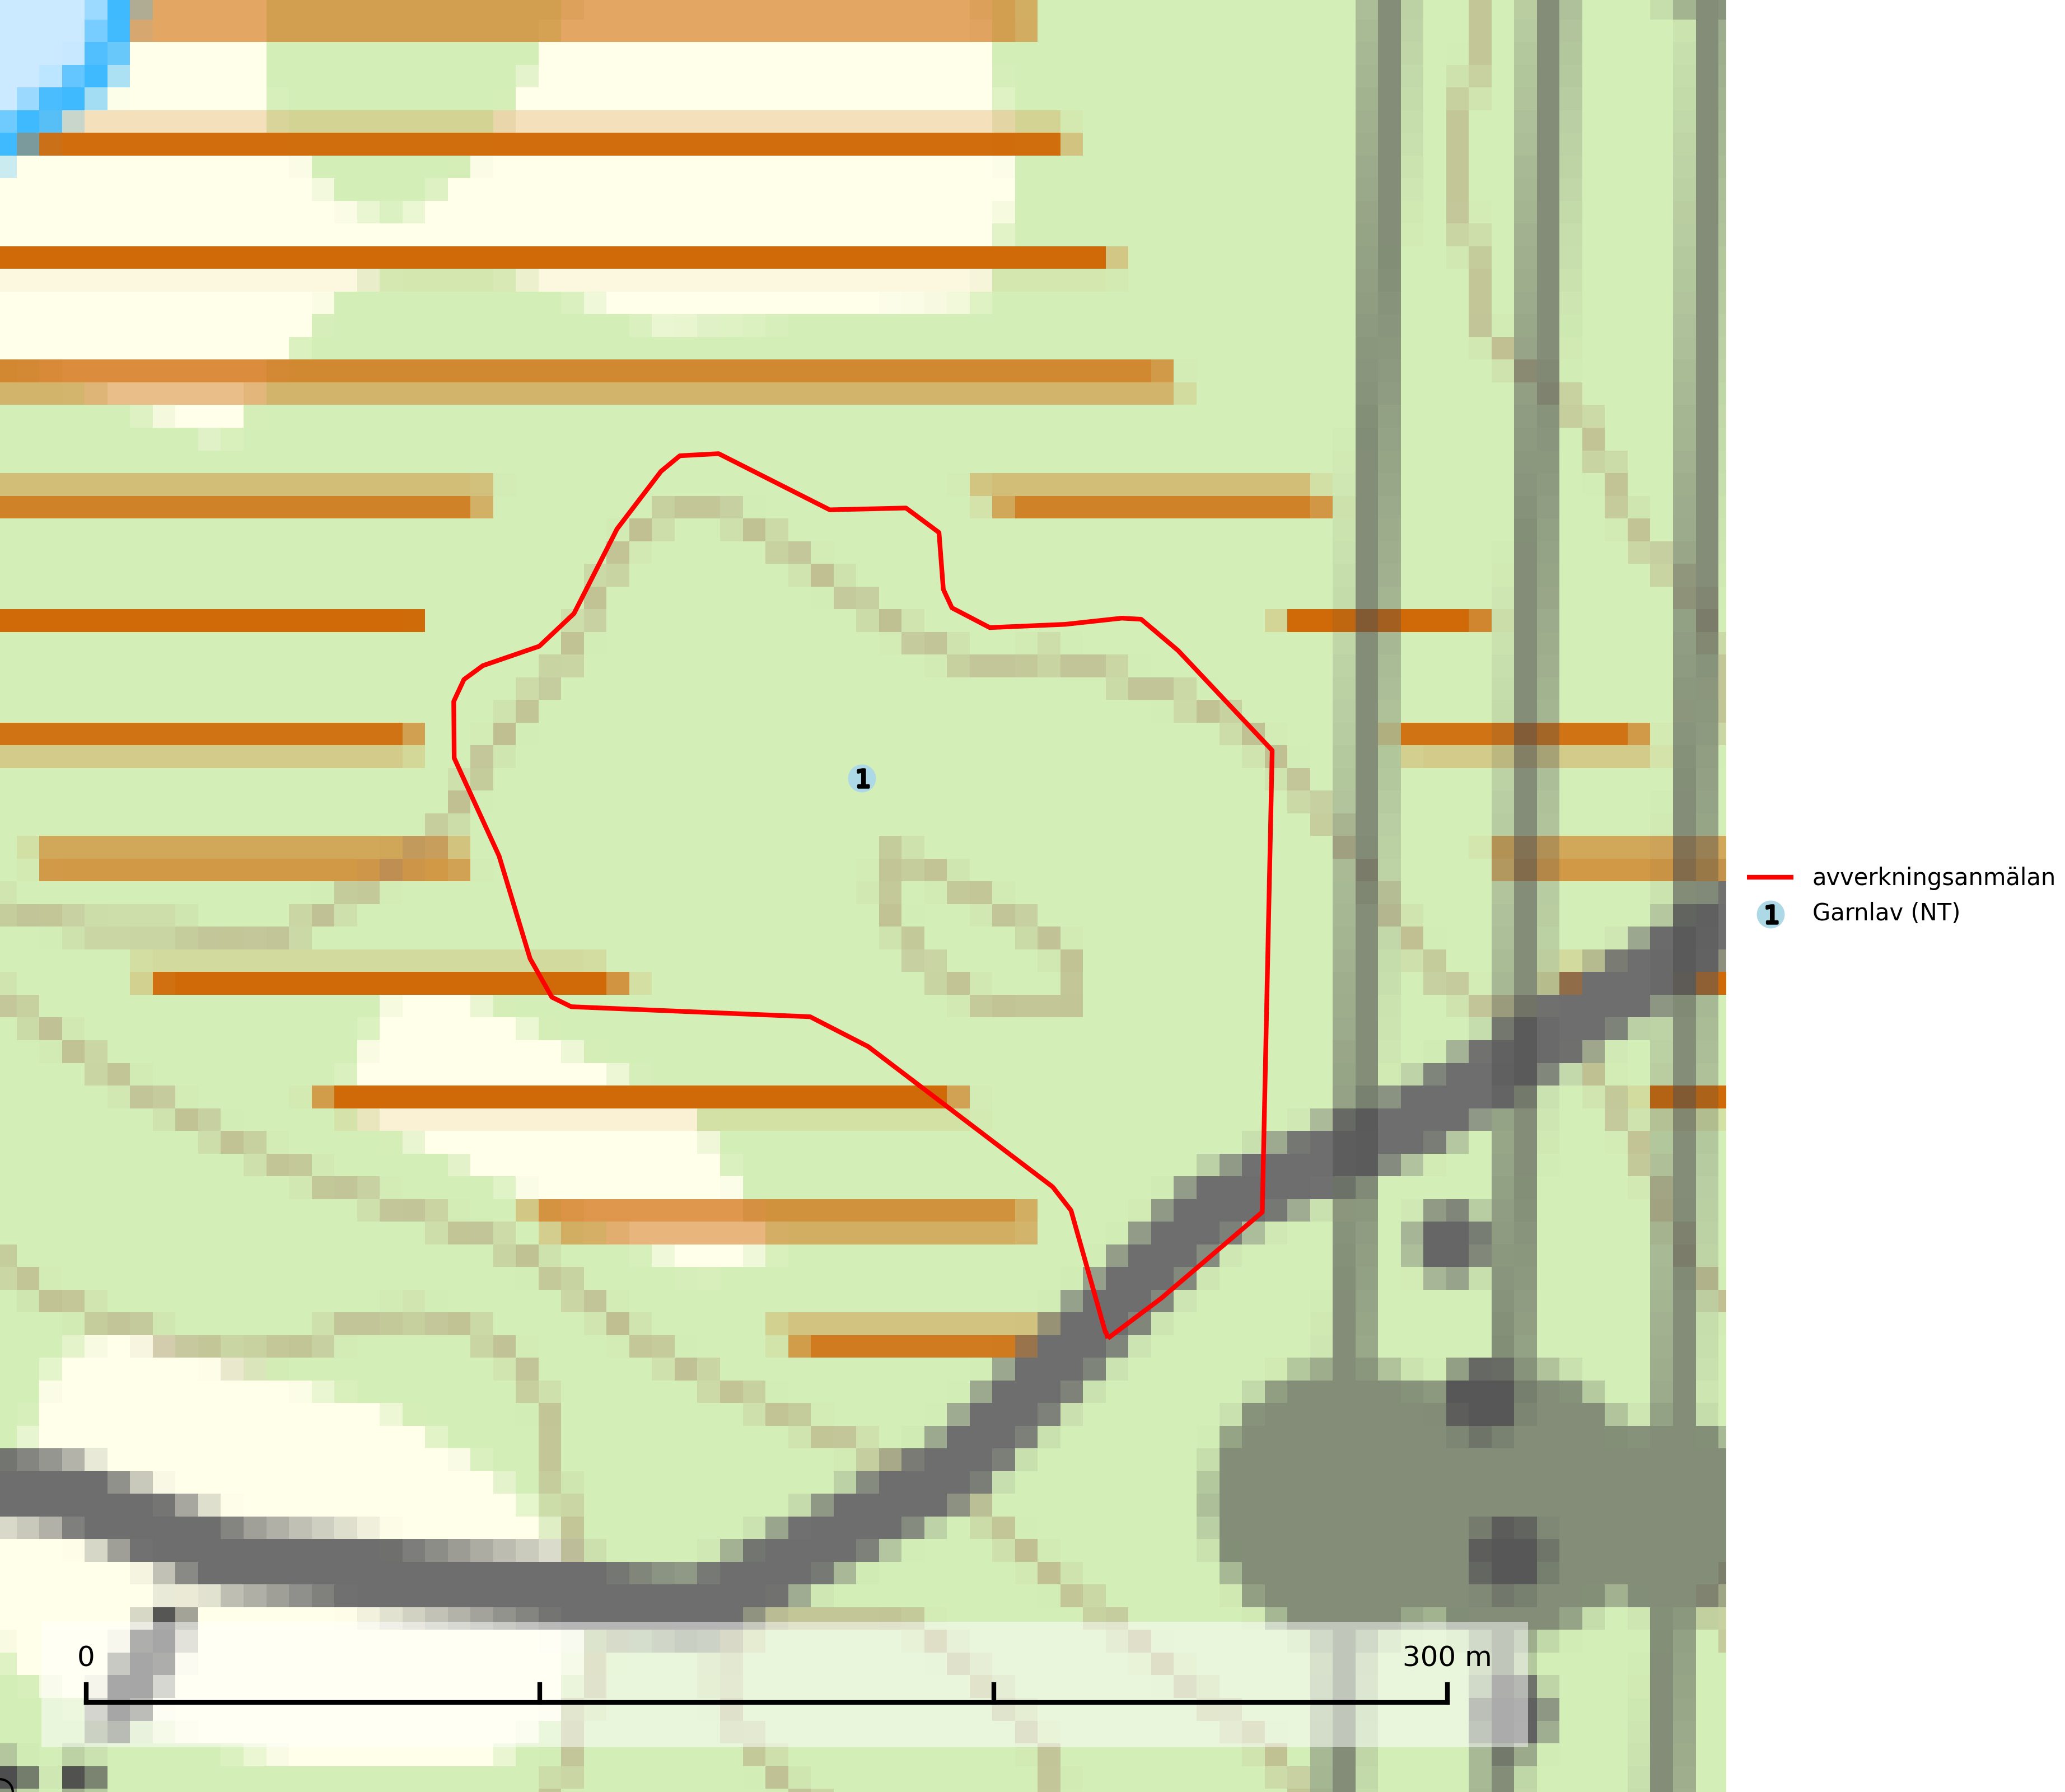 1
avverkningsanmälan
1 Garnlav (NT)
0 300 m